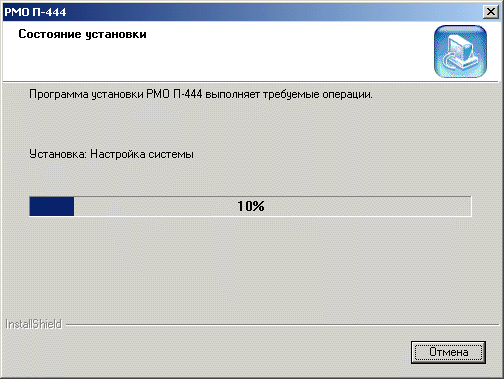 РМО П-444
Состояние установки
Программа установки РМО П-444 выполняет требуемые операции.
Установка: Настройка системы
10%
InstallShield
Отмена